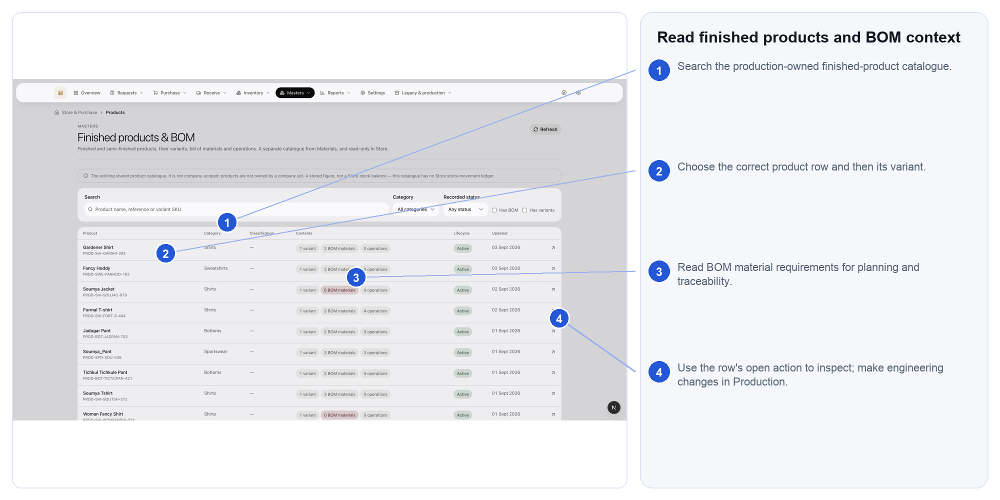 Read finished products and BOM context
1 Search the production-owned finished-product catalogue.
2 Choose the correct product row and then its variant.
3 Read BOM material requirements for planning and
traceability.
4 Use the row's open action to inspect; make engineering
changes in Production.
Overview Requests Purchase Receive Inventory Masters Reports Settings Legacy & production
Store & Purchase > Products
MASTERS
Finished products & BOM
Refresh
Finished and semi-finished products, their variants, bill of materials and operations. A separate catalogue from Materials, and read-only in Store.
The existing shared product catalogue. It is not company-scoped: products are not owned by a company yet. A stored figure, not a Store stock balance — this catalogue has no Store stock-movement ledger.
Search Category Recorded status
Product name, reference or variant SKU All categories Any status Has BOM Has variants
1
Product Category Classification Contents Lifecycle Updated
Gardener Shirt Shirts — 1 variant 2 BOM materials 0 operations Active 03 Sept 2026
PROD-SHI-GARSHI-284
2
Fancy Hoddy Sweatshirts — 1 variant 2 BOM materials 0 operations Active 03 Sept 2026
PROD-SWE-FANHOD-163
3
Soumya Jacket Shirts — 1 variant 0 BOM materials 0 operations Active 02 Sept 2026
PROD-SHI-SOUJAC-979
Formal T-shirt Shirts — 1 variant 3 BOM materials 4 operations Active 02 Sept 2026
PROD-SHI-FORT-S-404
4
Jadugar Pant Bottoms — 1 variant 2 BOM materials 0 operations Active 01 Sept 2026
PROD-BOT-JADPAN-703
Soumya_Pant Sportswear — 1 variant 3 BOM materials 3 operations Active 01 Sept 2026
PROD-SPO-SOU-539
Tichkul Tichkule Pant Bottoms — 1 variant 2 BOM materials 0 operations Active 01 Sept 2026
PROD-BOT-TICTICPAN-421
Soumya Tshirt Shirts — 1 variant 3 BOM materials 0 operations Active 01 Sept 2026
PROD-SHI-SOUTSH-372
Woman Fancy Shirt Shirts — 1 variant 0 BOM materials 0 operations Active 01 Sept 2026
PROD-SHI-WOMFANSHI-028
N